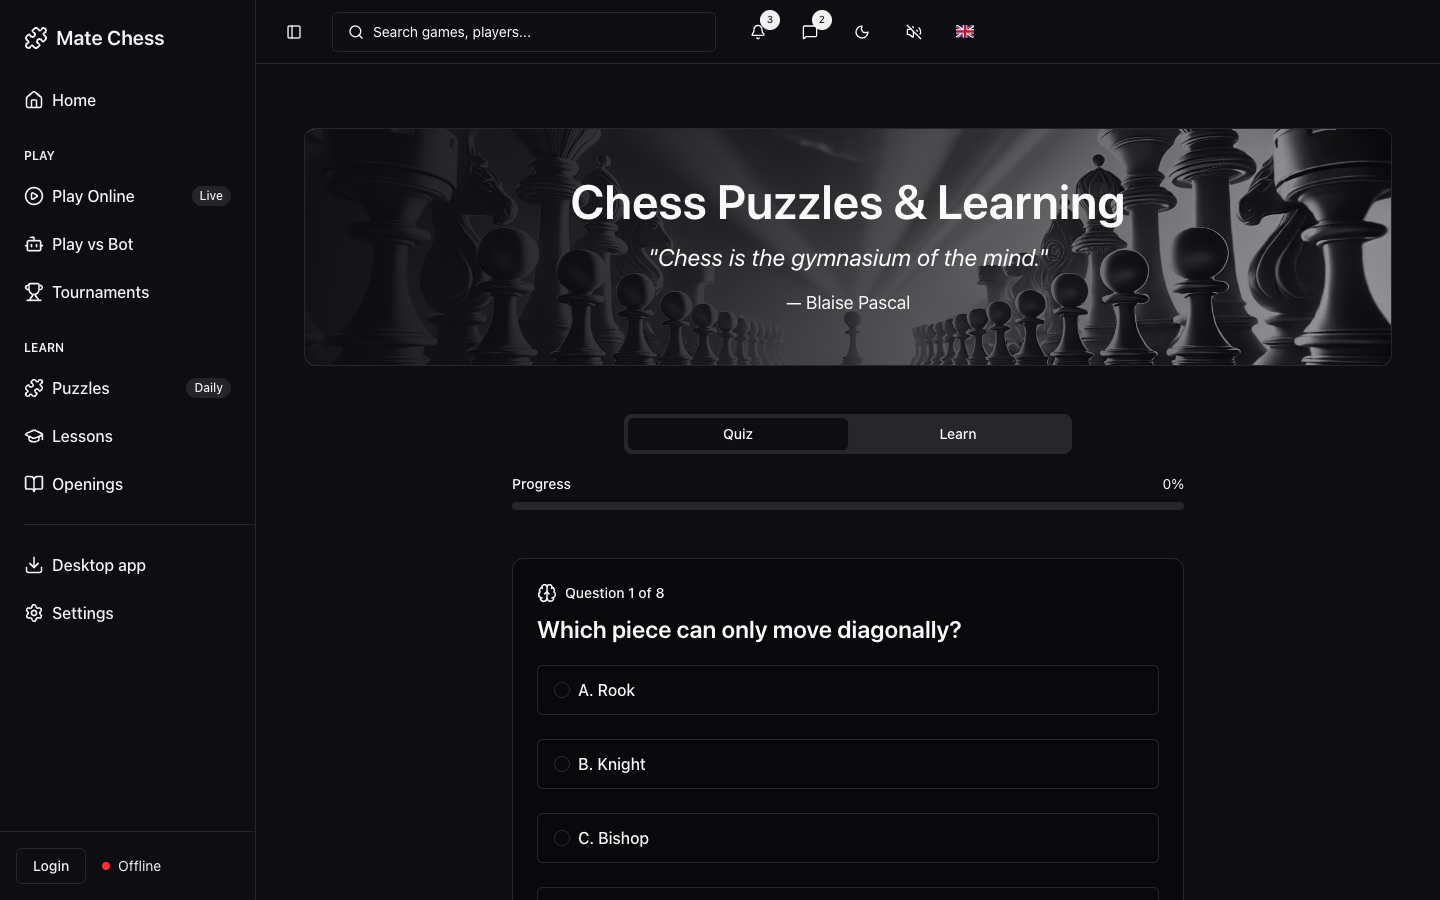 Mate Chess
Home
PLAY
Play Online
Live
Play vs Bot
Tournaments
LEARN
Puzzles
Daily
Lessons
Openings
Desktop app
Settings
Login
Offline
Search games, players...
3
2
Chess Puzzles & Learning
"Chess is the gymnasium of the mind."
— Blaise Pascal
Quiz
Learn
Progress
0%
Question 1 of 8
Which piece can only move diagonally?
A. Rook
B. Knight
C. Bishop